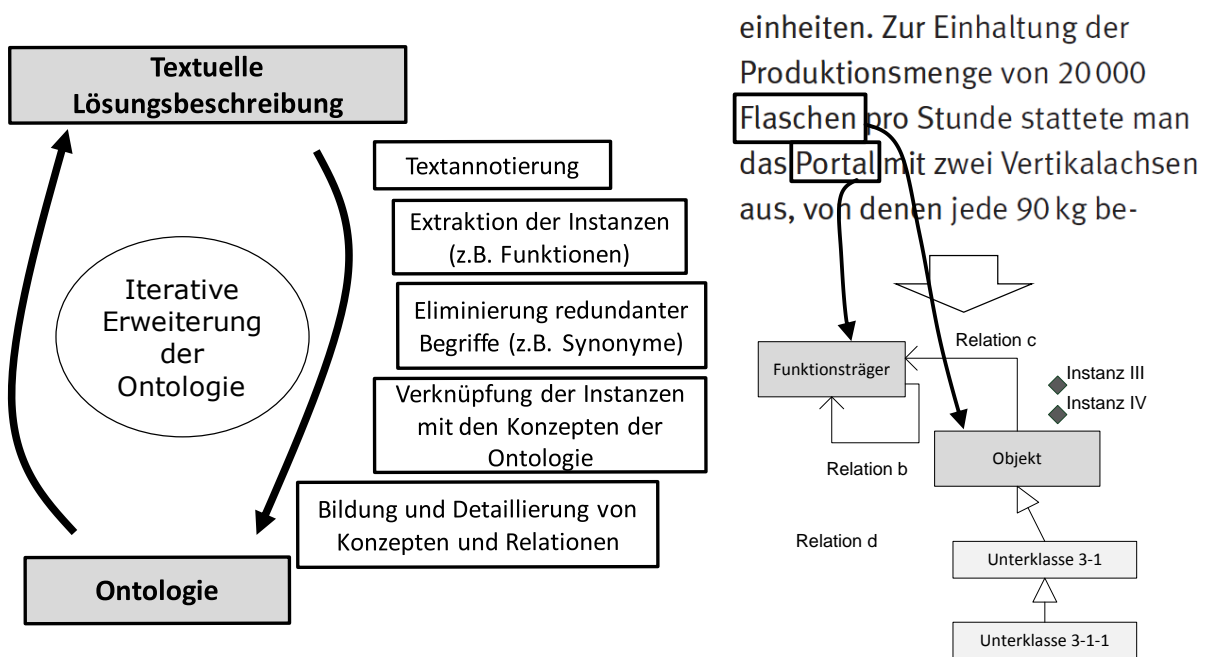 Textuelle
Lösungsbeschreibung
Textannotierung
Extraktion der Instanzen
(z.B. Funktionen)
Eliminierung redundanter
Begriffe (z.B. Synonyme)
Verknüpfung der Instanzen
mit den Konzepten der
Ontologie
Bildung und Detaillierung von
Konzepten und Relationen
Iterative
Erweiterung
der
Ontologie
Ontologie
einheiten. Zur Einhaltung der
Produktionsmenge von 20 000
Flaschen pro Stunde stattete man
das Portal mit zwei Vertikalachsen
aus, von denen jede 90 kg be-
Relation c
Funktionsträger
Instanz III
Instanz IV
Relation b
Objekt
Relation d
Unterklasse 3-1
Unterklasse 3-1-1